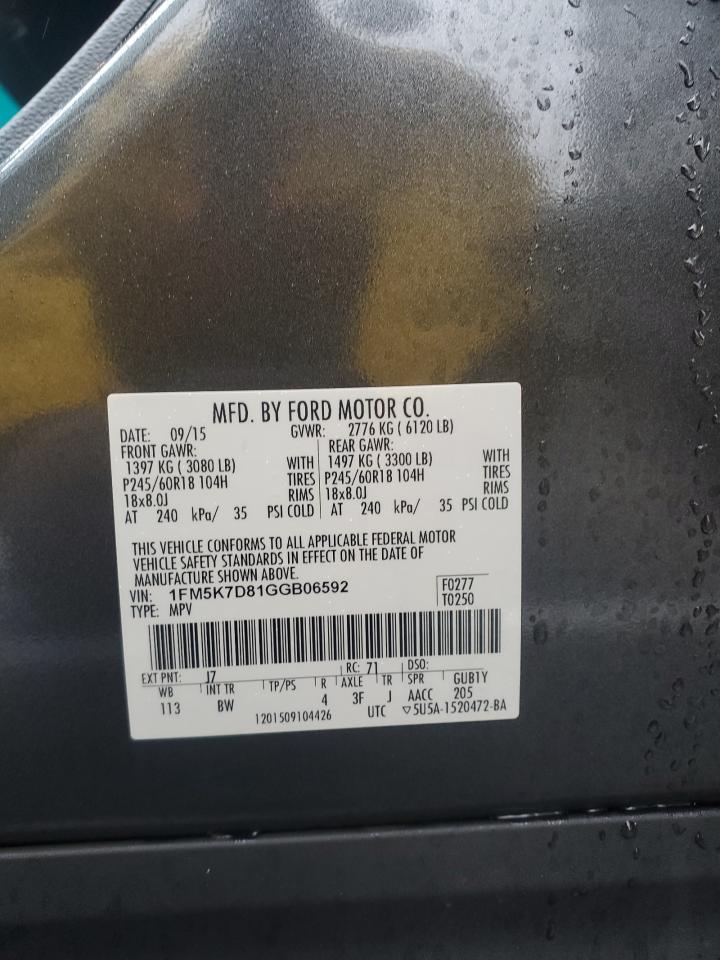 MFD. BY FORD MOTOR CO.
DATE: 09/15 GVWR: 2776 KG ( 6120 LB)
FRONT GAWR: REAR GAWR:
1397 KG ( 3080 LB) WITH 1497 KG ( 3300 LB) WITH
P245/60R18 104H TIRES P245/60R18 104H TIRES
18x8.0J RIMS 18x8.0J RIMS
AT 240 kPa/ 35 PSI COLD AT 240 kPa/ 35 PSI COLD
THIS VEHICLE CONFORMS TO ALL APPLICABLE FEDERAL MOTOR
VEHICLE SAFETY STANDARDS IN EFFECT ON THE DATE OF
MANUFACTURE SHOWN ABOVE.
VIN: 1FM5K7D81GGB06592 F0277
TYPE: MPV T0250
EXT PNT: J7 RC: 71 DSO:
WB INT TR TP/PS R AXLE TR SPR GUB1Y
113 BW 4 3F J AACC 205
1201509104426 UTC ▽5U5A-1520472-BA